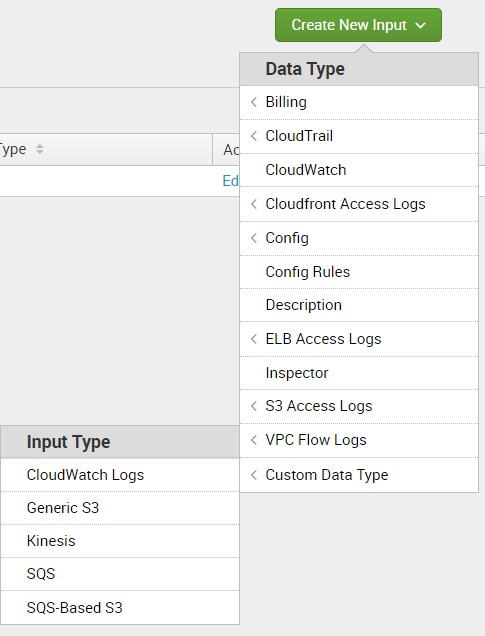 Create New Input
Data Type
Billing
CloudTrail
Type
Ac
CloudWatch
Ed
Cloudfront Access Logs
Config
Config Rules
Description
ELB Access Logs
Inspector
S3 Access Logs
VPC Flow Logs
Custom Data Type
Input Type
CloudWatch Logs
Generic S3
Kinesis
SQS
SQS-Based S3